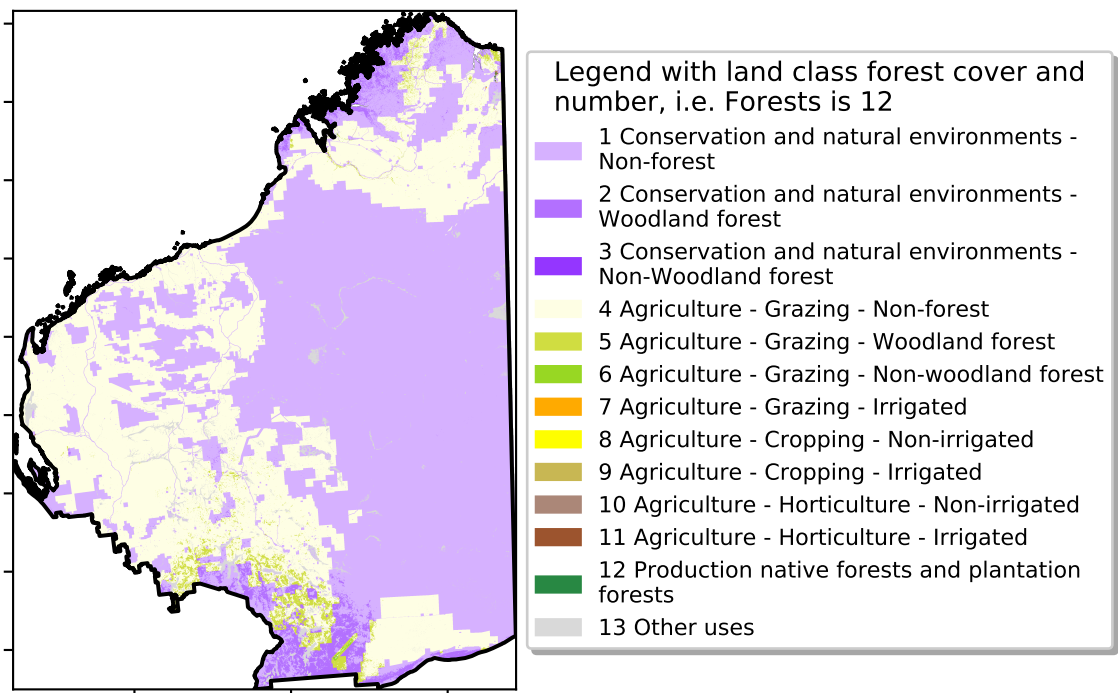 Legend with land class forest cover and
number, i.e. Forests is 12
1 Conservation and natural environments -
Non-forest
2 Conservation and natural environments -
Woodland forest
3 Conservation and natural environments -
Non-Woodland forest
4 Agriculture - Grazing - Non-forest
5 Agriculture - Grazing - Woodland forest
6 Agriculture - Grazing - Non-woodland forest
7 Agriculture - Grazing - Irrigated
8 Agriculture - Cropping - Non-irrigated
9 Agriculture - Cropping - Irrigated
10 Agriculture - Horticulture - Non-irrigated
11 Agriculture - Horticulture - Irrigated
12 Production native forests and plantation
forests
13 Other uses